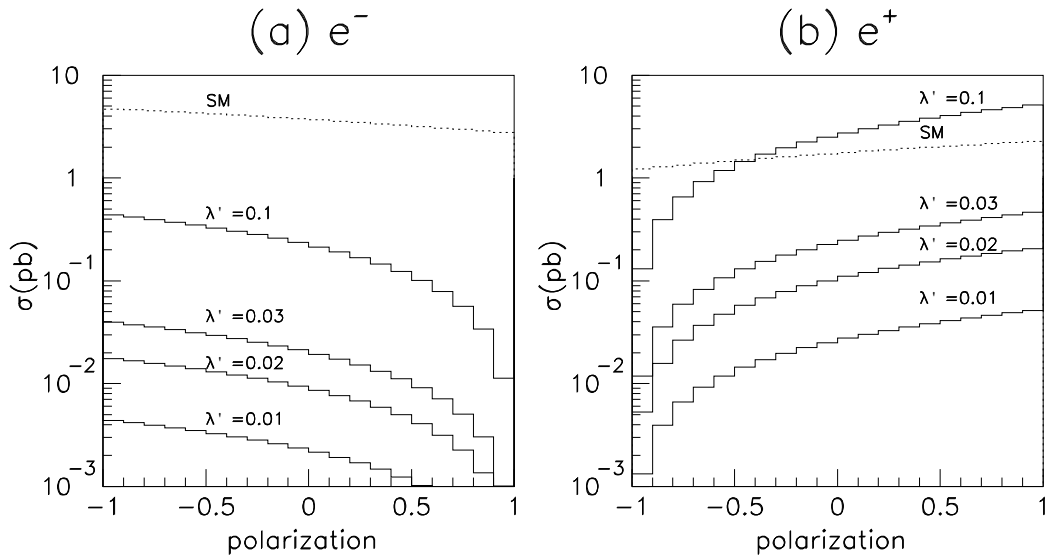 (a) e⁻
10
1
10⁻¹
10⁻²
10⁻³
σ(pb)
SM
λ' =0.1
λ' =0.03
λ' =0.02
λ' =0.01
−1 −0.5 0 0.5 1
polarization
(b) e⁺
10
1
10⁻¹
10⁻²
10⁻³
σ(pb)
λ' =0.1
SM
λ' =0.03
λ' =0.02
λ' =0.01
−1 −0.5 0 0.5 1
polarization